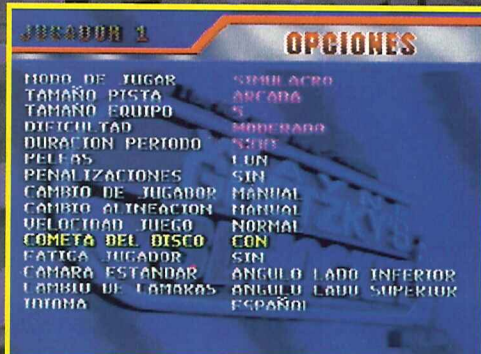 JUGADOR 1
OPCIONES
MODO DE JUGAR SIMULACRO
TAMAÑO PISTA ARCADA
TAMAÑO EQUIPO 5
DIFICULTAD MODERADO
DURACION PERIODO
PELEAS CON
PENALIZACIONES SIN
CAMBIO DE JUGADOR MANUAL
CAMBIO ALINEACION MANUAL
VELOCIDAD JUEGO NORMAL
COMETA DEL DISCO CON
FATIGA JUGADOR SIN
CAMARA ESTANDAR ANGULO LADO INFERIOR
CAMBIO DE CAMARAS ANGULO LADO SUPERIOR
IDIOMA ESPAÑOL